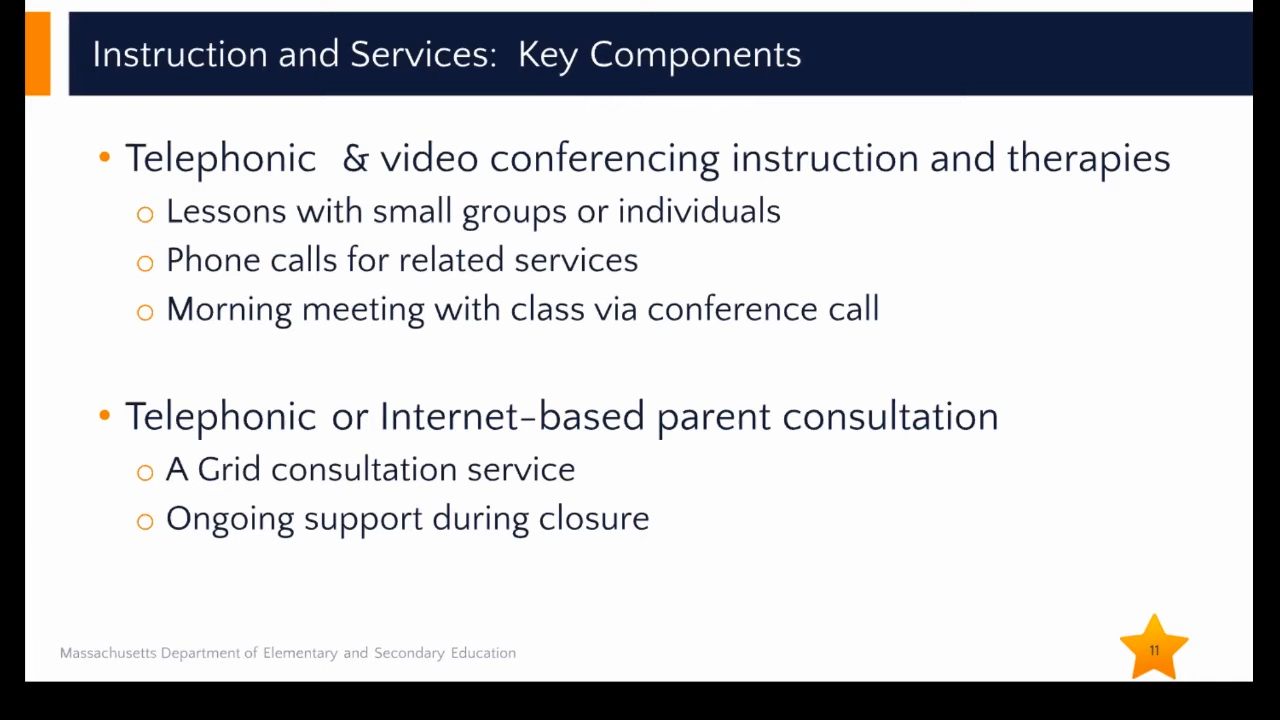 Instruction and Services: Key Components
• Telephonic & video conferencing instruction and therapies
o Lessons with small groups or individuals
o Phone calls for related services
o Morning meeting with class via conference call
• Telephonic or Internet-based parent consultation
o A Grid consultation service
o Ongoing support during closure
Massachusetts Department of Elementary and Secondary Education
11